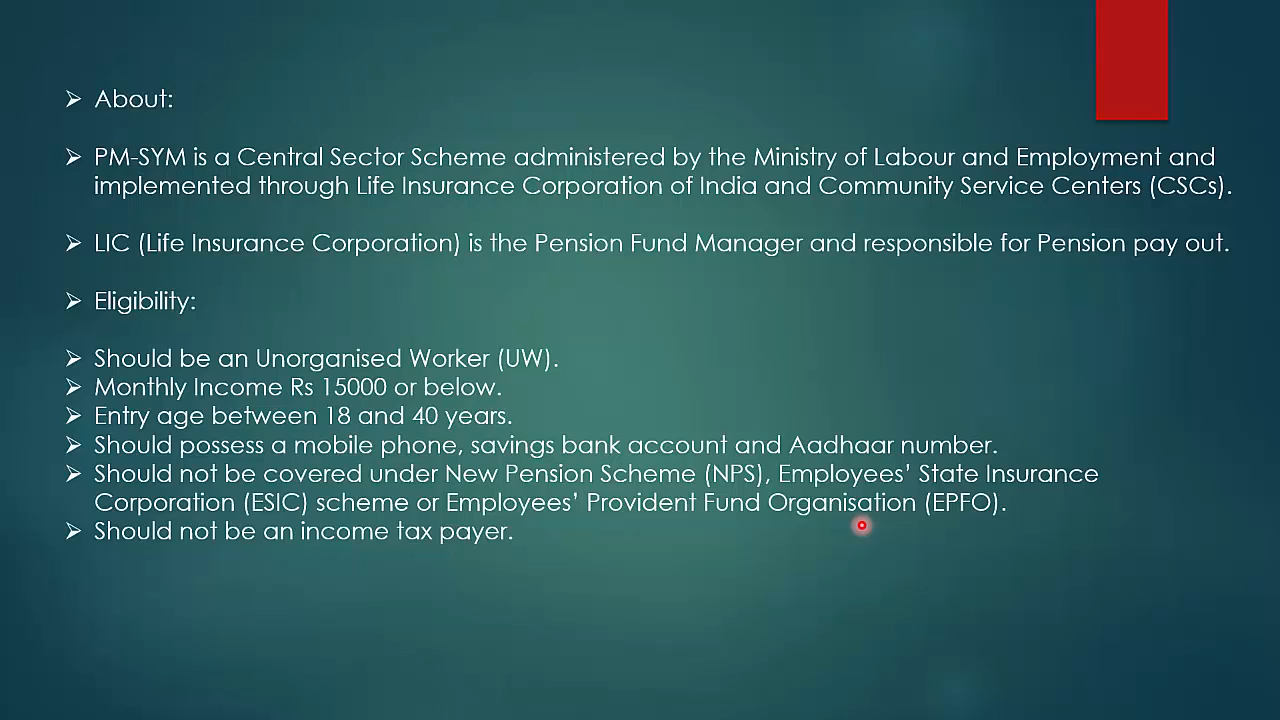 ➢ About:
➢ PM-SYM is a Central Sector Scheme administered by the Ministry of Labour and Employment and
implemented through Life Insurance Corporation of India and Community Service Centers (CSCs).
➢ LIC (Life Insurance Corporation) is the Pension Fund Manager and responsible for Pension pay out.
➢ Eligibility:
➢ Should be an Unorganised Worker (UW).
➢ Monthly Income Rs 15000 or below.
➢ Entry age between 18 and 40 years.
➢ Should possess a mobile phone, savings bank account and Aadhaar number.
➢ Should not be covered under New Pension Scheme (NPS), Employees’ State Insurance
Corporation (ESIC) scheme or Employees’ Provident Fund Organisation (EPFO).
➢ Should not be an income tax payer.